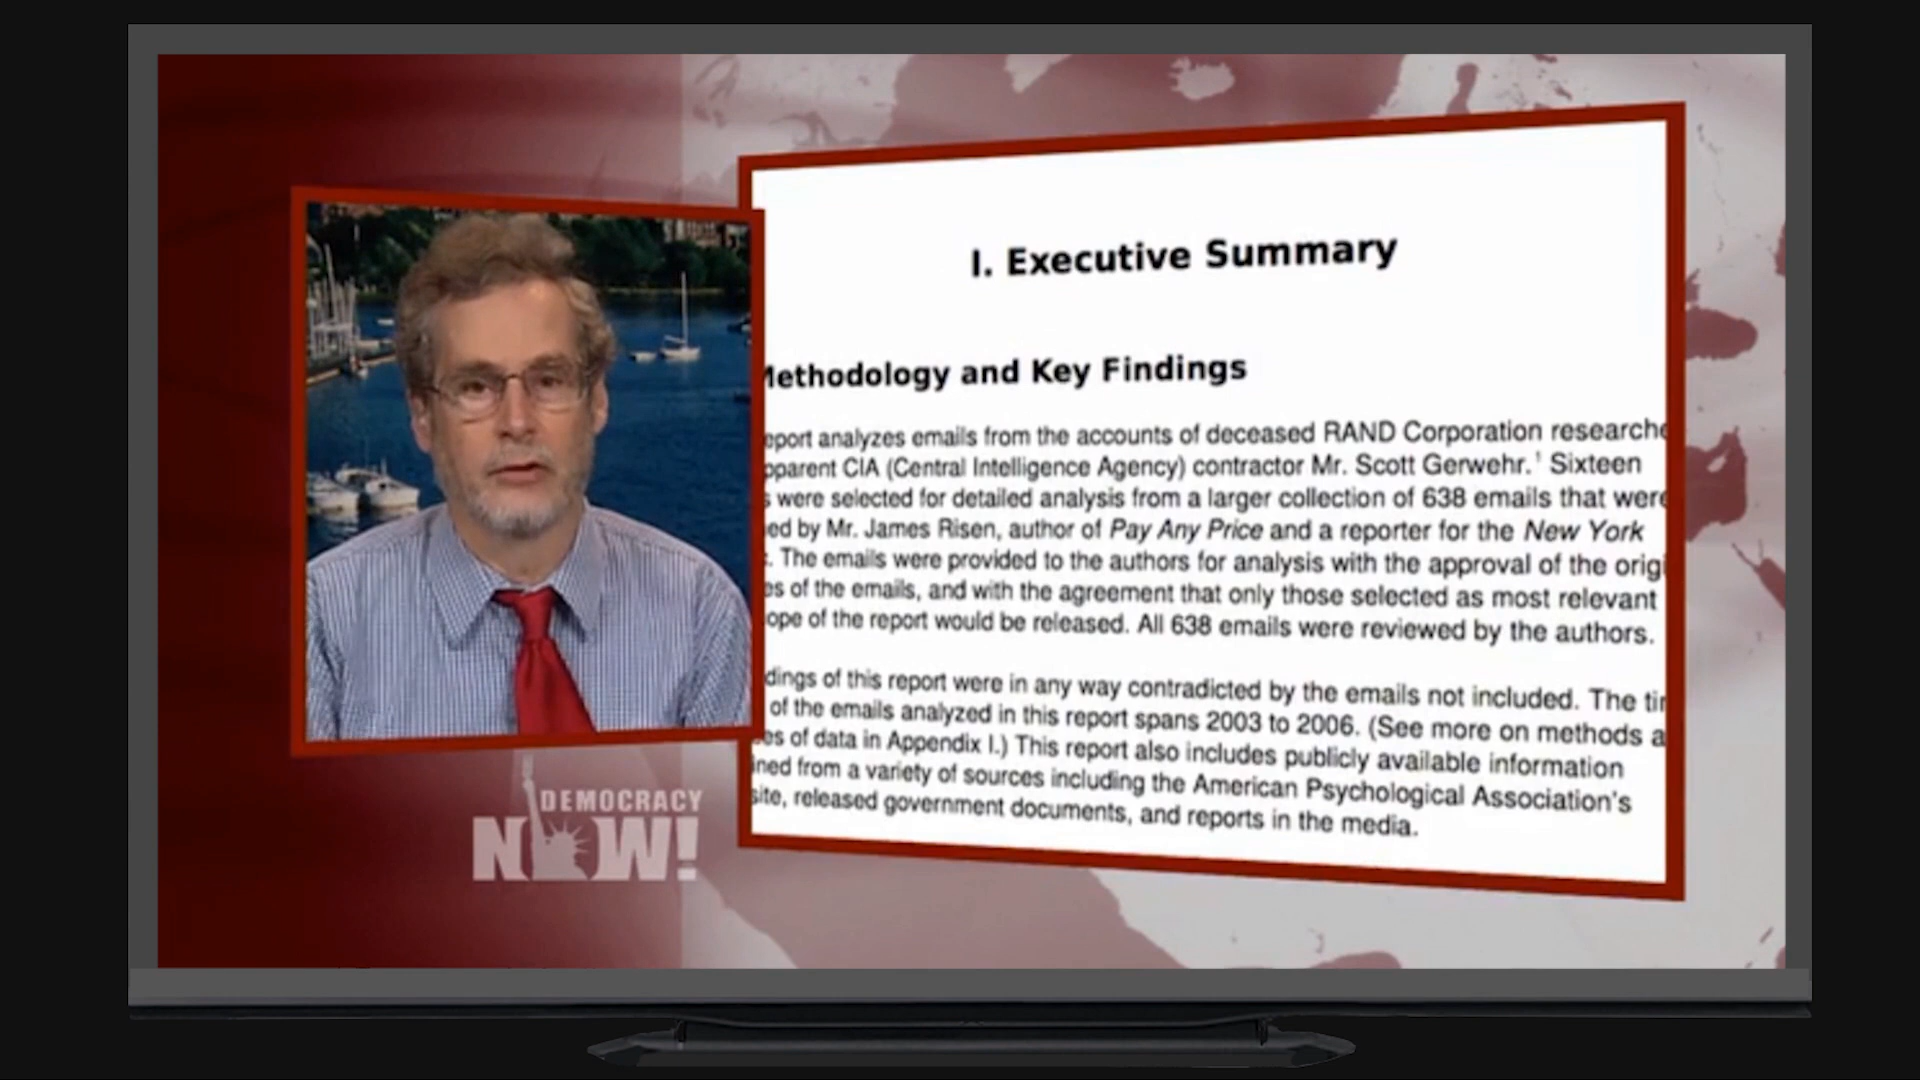 I. Executive Summary
Methodology and Key Findings
eport analyzes emails from the accounts of deceased RAND Corporation researche
pparent CIA (Central Intelligence Agency) contractor Mr. Scott Gerwehr.¹ Sixteen
s were selected for detailed analysis from a larger collection of 638 emails that were
ed by Mr. James Risen, author of Pay Any Price and a reporter for the New York
. The emails were provided to the authors for analysis with the approval of the origi
es of the emails, and with the agreement that only those selected as most relevant
ope of the report would be released. All 638 emails were reviewed by the authors.
dings of this report were in any way contradicted by the emails not included. The tim
of the emails analyzed in this report spans 2003 to 2006. (See more on methods a
es of data in Appendix I.) This report also includes publicly available information
ined from a variety of sources including the American Psychological Association's
site, released government documents, and reports in the media.
DEMOCRACY
NOW!